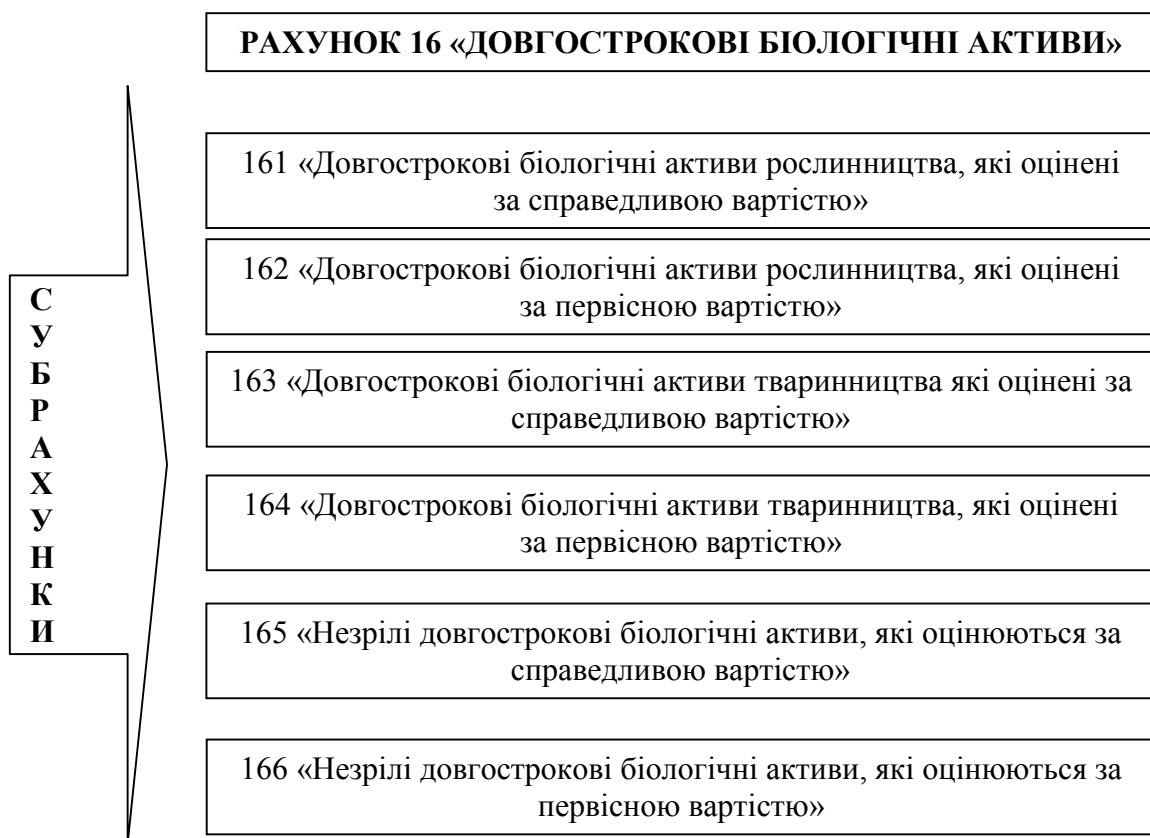 РАХУНОК 16 «ДОВГОСТРОКОВІ БІОЛОГІЧНІ АКТИВИ»
СУБРАХУНКИ
161 «Довгострокові біологічні активи рослинництва, які оцінені
за справедливою вартістю»
162 «Довгострокові біологічні активи рослинництва, які оцінені
за первісною вартістю»
163 «Довгострокові біологічні активи тваринництва які оцінені за
справедливою вартістю»
164 «Довгострокові біологічні активи тваринництва, які оцінені
за первісною вартістю»
165 «Незрілі довгострокові біологічні активи, які оцінюються за
справедливою вартістю»
166 «Незрілі довгострокові біологічні активи, які оцінюються за
первісною вартістю»